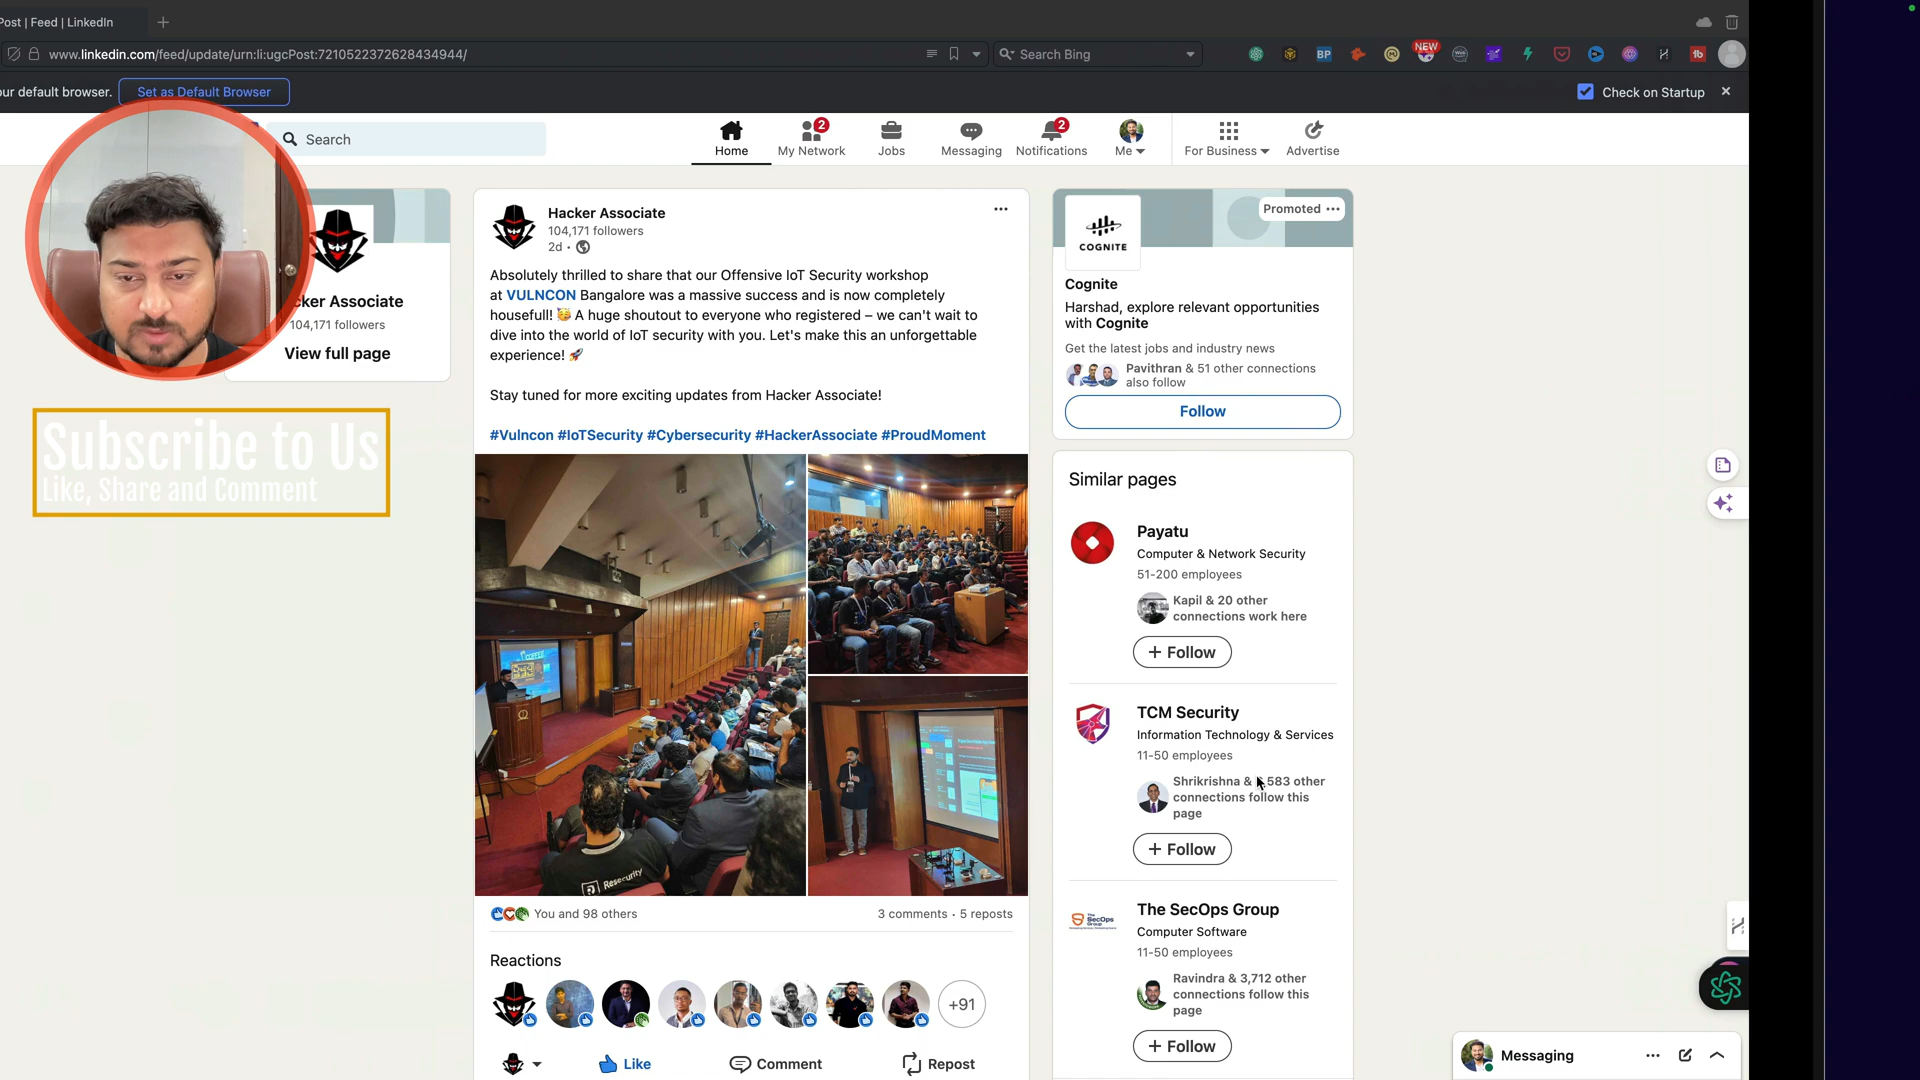 Post | Feed | LinkedIn
www.linkedin.com/feed/update/urn:li:ugcPost:7210522372628434944/
Search Bing
BP
NEW
our default browser.
Set as Default Browser
Check on Startup
Search
Home
2
My Network
Jobs
Messaging
2
Notifications
Me
For Business
Advertise
cker Associate
104,171 followers
View full page
Subscribe to Us
Like, Share and Comment
Hacker Associate
104,171 followers
2d •
Absolutely thrilled to share that our Offensive IoT Security workshop
at VULNCON Bangalore was a massive success and is now completely
housefull! 🥳 A huge shoutout to everyone who registered – we can't wait to
dive into the world of IoT security with you. Let's make this an unforgettable
experience! 🚀
Stay tuned for more exciting updates from Hacker Associate!
#Vulncon #IoTSecurity #Cybersecurity #HackerAssociate #ProudMoment
COFFEE
Resecurity
You and 98 others
3 comments · 5 reposts
Reactions
+91
Like
Comment
Repost
Promoted
COGNITE
Cognite
Harshad, explore relevant opportunities
with Cognite
Get the latest jobs and industry news
Pavithran & 51 other connections
also follow
Follow
Similar pages
Payatu
Computer & Network Security
51-200 employees
Kapil & 20 other
connections work here
+ Follow
TCM Security
Information Technology & Services
11-50 employees
Shrikrishna & 583 other
connections follow this
page
+ Follow
The SecOps Group
The SecOps Group
Computer Software
11-50 employees
Ravindra & 3,712 other
connections follow this
page
+ Follow
Messaging